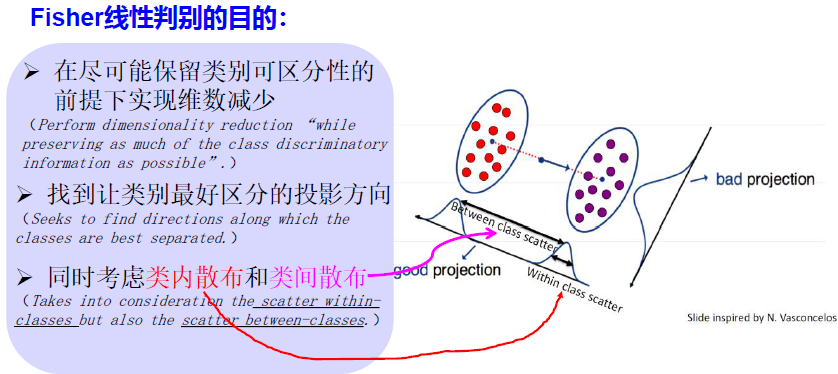 Fisher线性判别的目的：
➢ 在尽可能保留类别可区分性的
前提下实现维数减少
（Perform dimensionality reduction “while
preserving as much of the class discriminatory
information as possible”.）
➢ 找到让类别最好区分的投影方向
（Seeks to find directions along which the
classes are best separated.）
➢ 同时考虑类内散布和类间散布
（Takes into consideration the scatter within-
classes but also the scatter between-classes.）
Between class scatter
good projection
Within class scatter
bad projection
Slide inspired by N. Vasconcelos